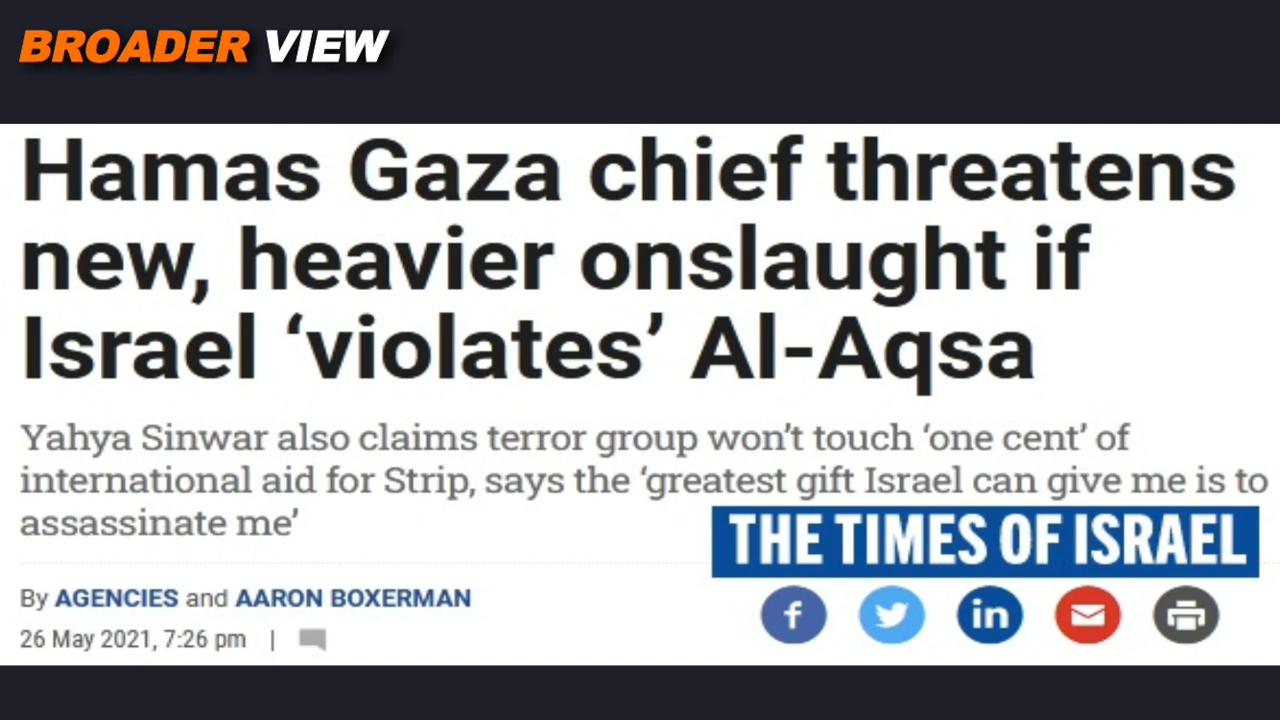 BROADER VIEW
Hamas Gaza chief threatens
new, heavier onslaught if
Israel ‘violates’ Al-Aqsa
Yahya Sinwar also claims terror group won’t touch ‘one cent’ of
international aid for Strip, says the ‘greatest gift Israel can give me is to
assassinate me’
THE TIMES OF ISRAEL
By AGENCIES and AARON BOXERMAN
26 May 2021, 7:26 pm |